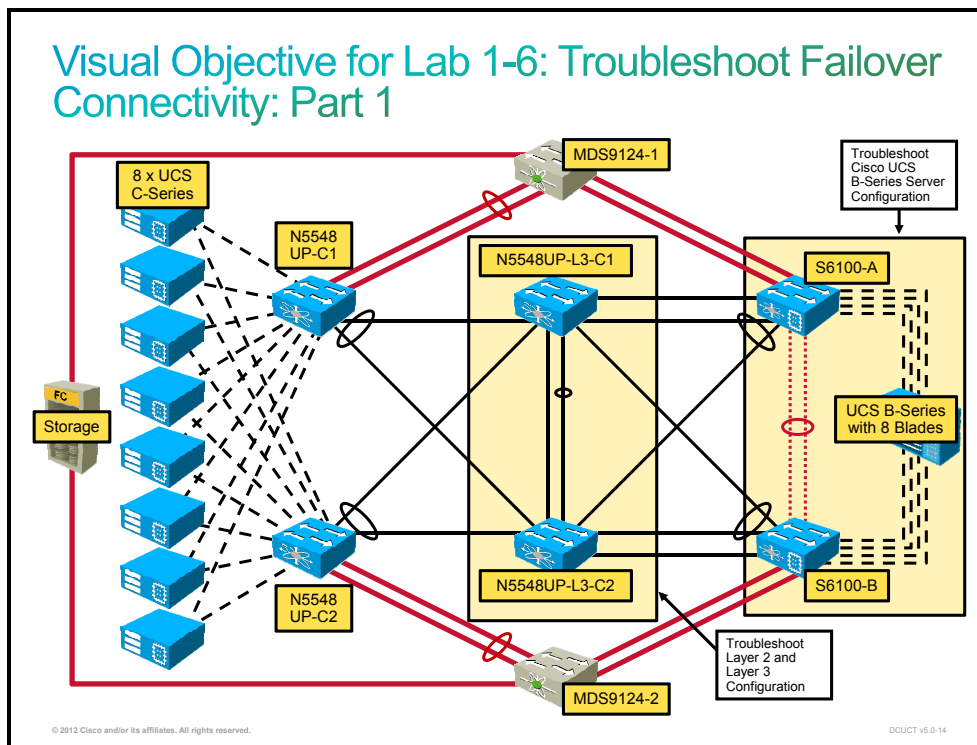 Visual Objective for Lab 1-6: Troubleshoot Failover
Connectivity: Part 1
MDS9124-1
Troubleshoot
Cisco UCS
B-Series Server
Configuration
8 x UCS
C-Series
N5548
UP-C1
N5548UP-L3-C1
S6100-A
FC
Storage
UCS B-Series
with 8 Blades
N5548UP-L3-C2
S6100-B
N5548
UP-C2
Troubleshoot
Layer 2 and
Layer 3
Configuration
MDS9124-2
© 2012 Cisco and/or its affiliates. All rights reserved.
DCUCT v5.0-14